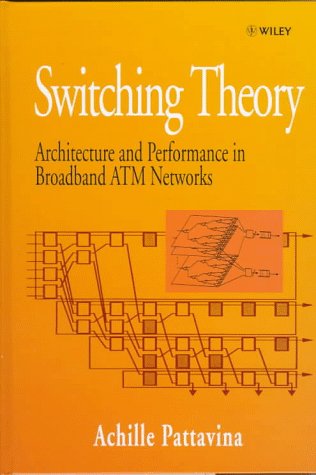 WILEY
Switching Theory
Architecture and Performance in
Broadband ATM Networks
Achille Pattavina